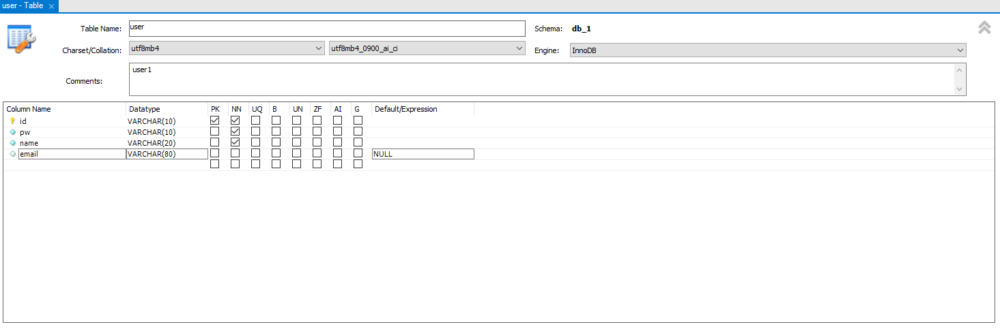 user - Table ×
Table Name: user Schema: db_1
Charset/Collation: utf8mb4 utf8mb4_0900_ai_ci Engine: InnoDB
Comments: user1
Column Name Datatype PK NN UQ B UN ZF AI G Default/Expression
id VARCHAR(10)
pw VARCHAR(10)
name VARCHAR(20)
email VARCHAR(80) NULL